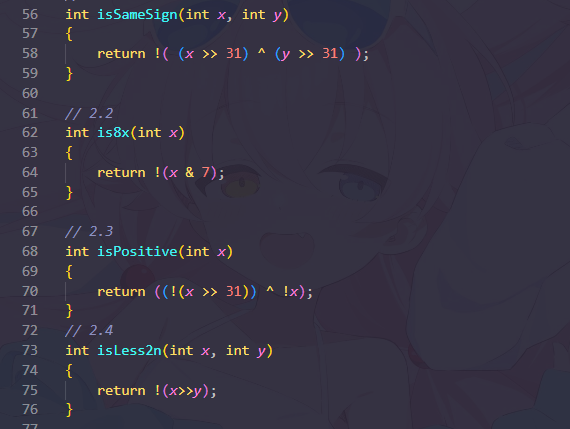 56 int isSameSign(int x, int y)
57 {
58     return !( (x >> 31) ^ (y >> 31) );
59 }
60
61 // 2.2
62 int is8x(int x)
63 {
64     return !(x & 7);
65 }
66
67 // 2.3
68 int isPositive(int x)
69 {
70     return ((!(x >> 31)) ^ !x);
71 }
72 // 2.4
73 int isLess2n(int x, int y)
74 {
75     return !(x>>y);
76 }
77